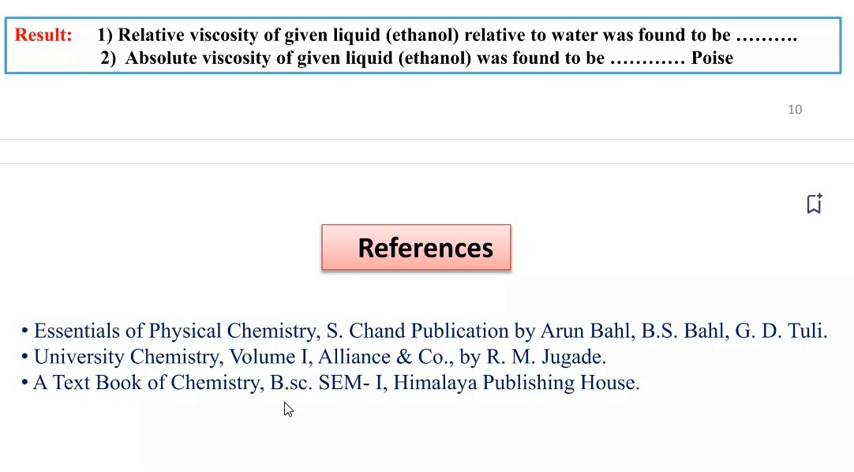 Result: 1) Relative viscosity of given liquid (ethanol) relative to water was found to be ……….
2) Absolute viscosity of given liquid (ethanol) was found to be ………… Poise
10
References
• Essentials of Physical Chemistry, S. Chand Publication by Arun Bahl, B.S. Bahl, G. D. Tuli.
• University Chemistry, Volume I, Alliance & Co., by R. M. Jugade.
• A Text Book of Chemistry, B.sc. SEM- I, Himalaya Publishing House.